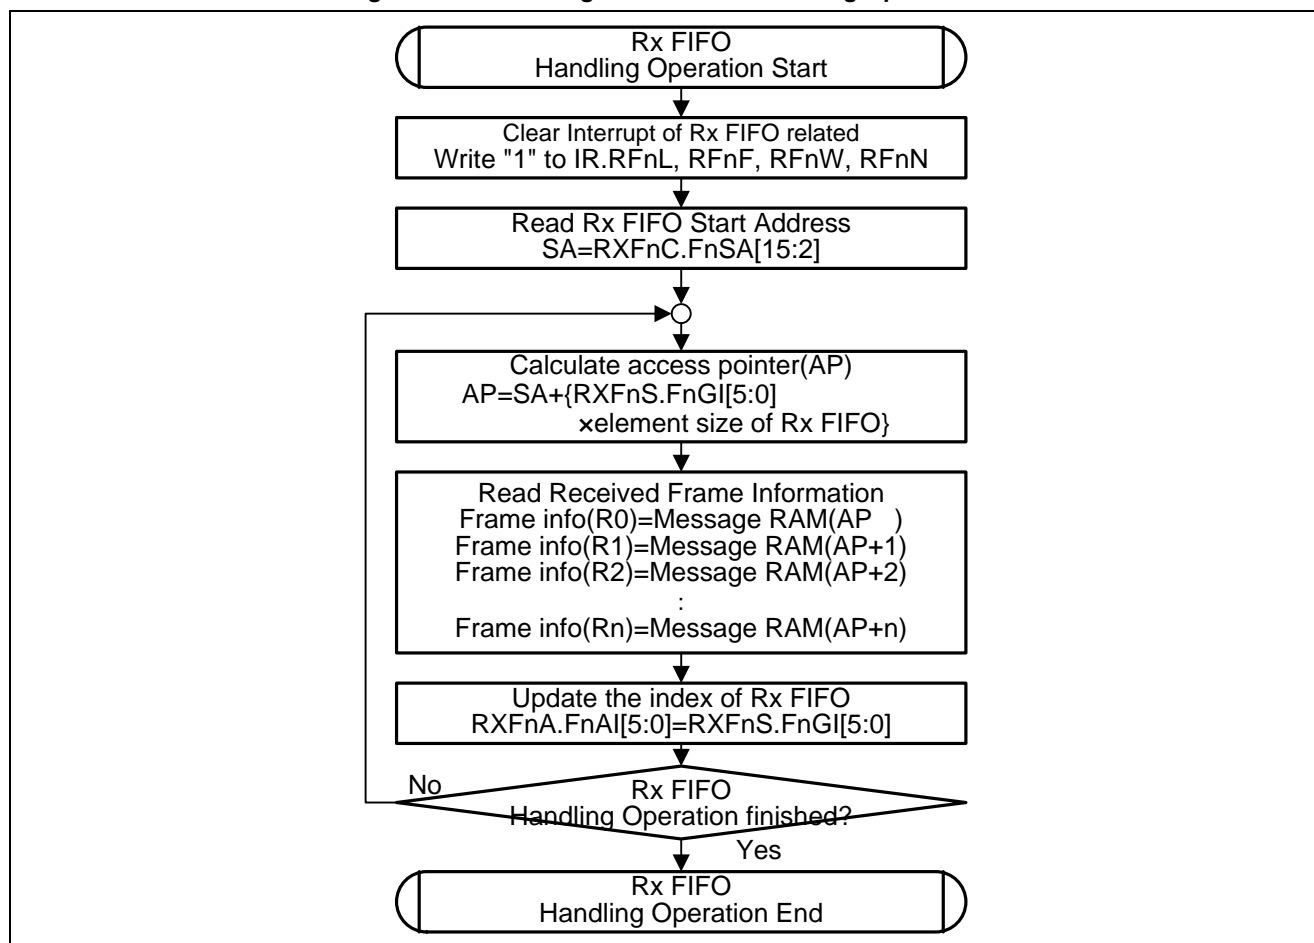 Rx FIFO
Handling Operation Start
Clear Interrupt of Rx FIFO related
Write "1" to IR.RFnL, RFnF, RFnW, RFnN
Read Rx FIFO Start Address
SA=RXFnC.FnSA[15:2]
Calculate access pointer(AP)
AP=SA+{RXFnS.FnGI[5:0]
×element size of Rx FIFO}
Read Received Frame Information
Frame info(R0)=Message RAM(AP )
Frame info(R1)=Message RAM(AP+1)
Frame info(R2)=Message RAM(AP+2)
:
Frame info(Rn)=Message RAM(AP+n)
Update the index of Rx FIFO
RXFnA.FnAI[5:0]=RXFnS.FnGI[5:0]
No
Rx FIFO
Handling Operation finished?
Yes
Rx FIFO
Handling Operation End